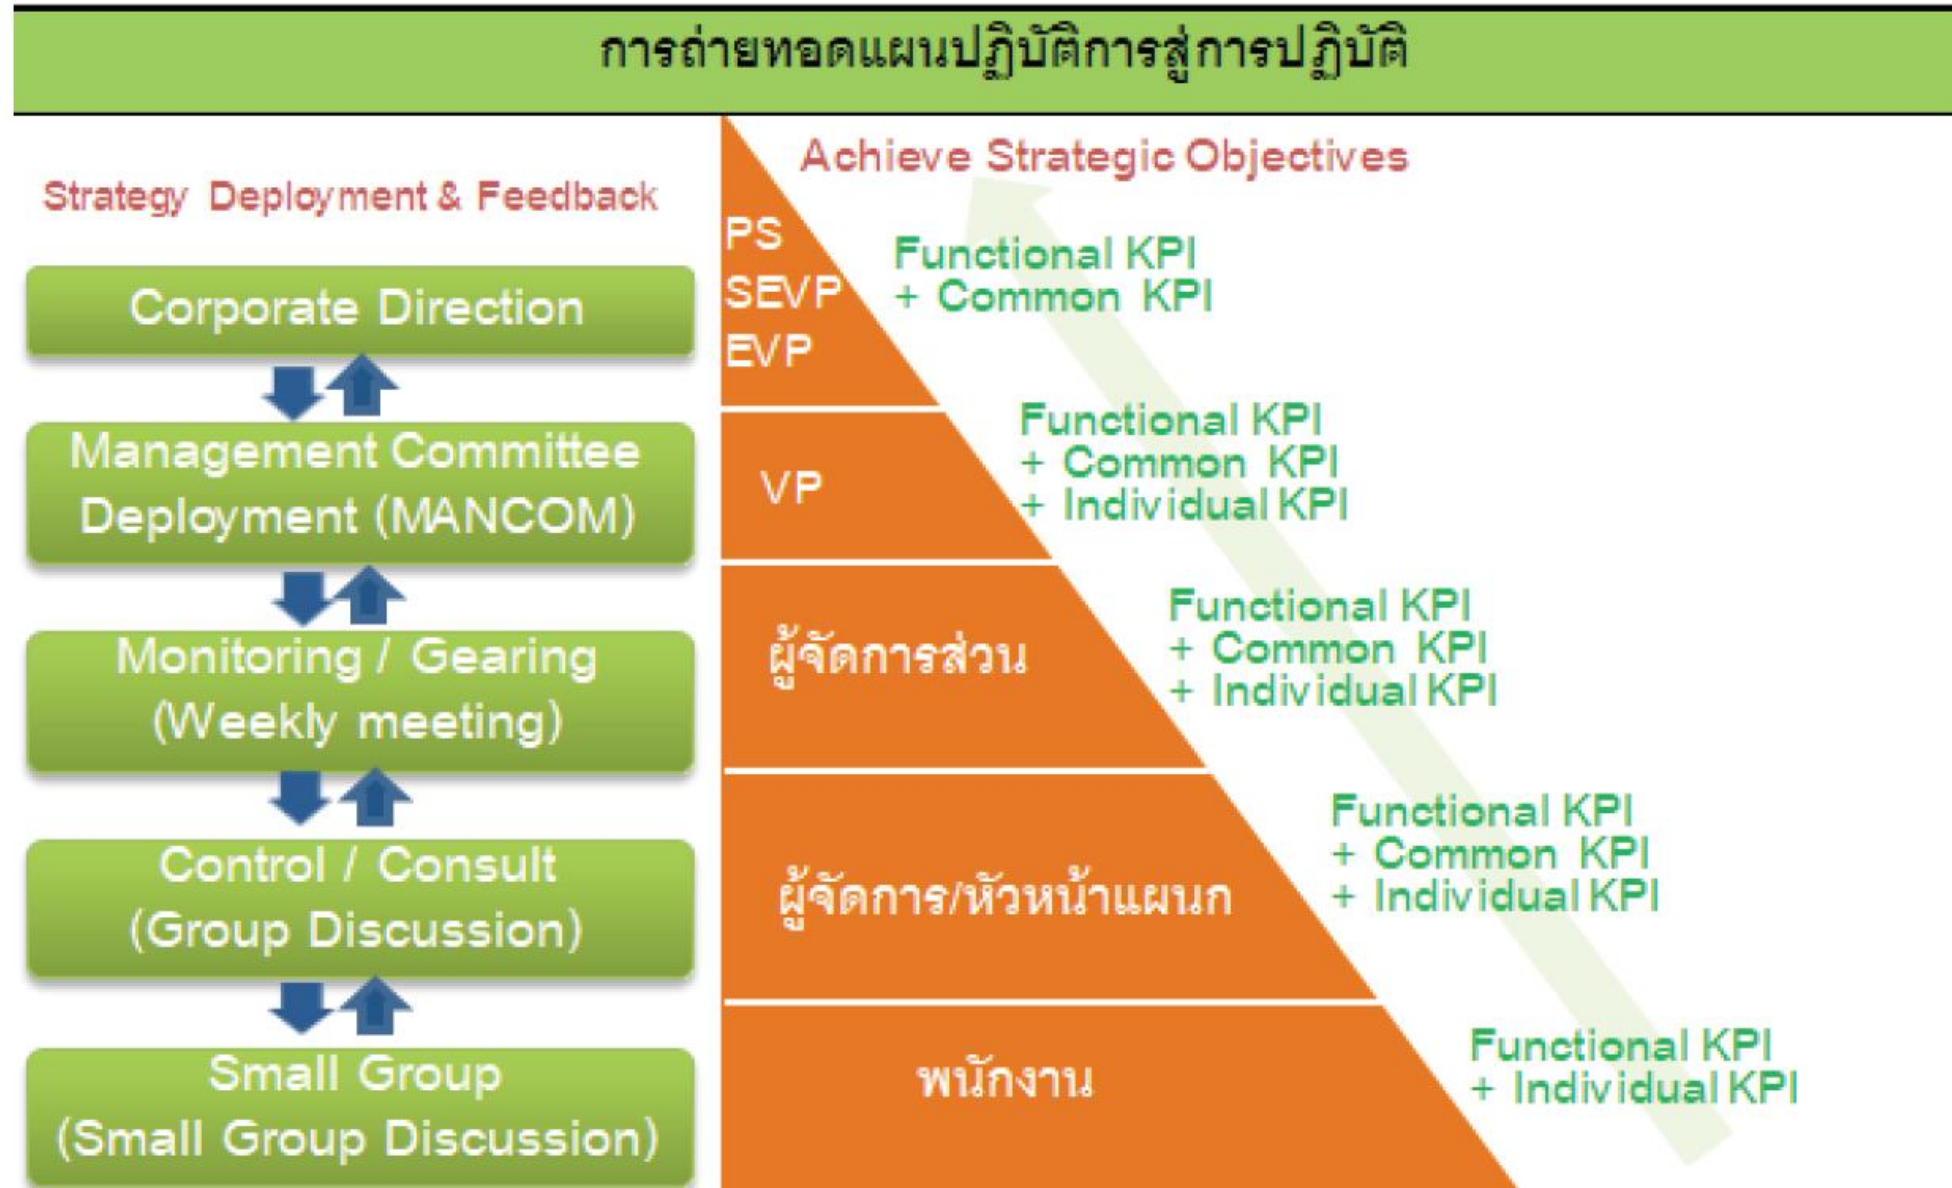 การถ่ายทอดแผนปฏิบัติการสู่การปฏิบัติ
Strategy Deployment & Feedback
Corporate Direction
Management Committee
Deployment (MANCOM)
Monitoring / Gearing
(Weekly meeting)
Control / Consult
(Group Discussion)
Small Group
(Small Group Discussion)
Achieve Strategic Objectives
PS
SEVP
EVP
Functional KPI
+ Common KPI
VP
Functional KPI
+ Common KPI
+ Individual KPI
ผู้จัดการส่วน
Functional KPI
+ Common KPI
+ Individual KPI
ผู้จัดการ/หัวหน้าแผนก
Functional KPI
+ Common KPI
+ Individual KPI
พนักงาน
Functional KPI
+ Individual KPI